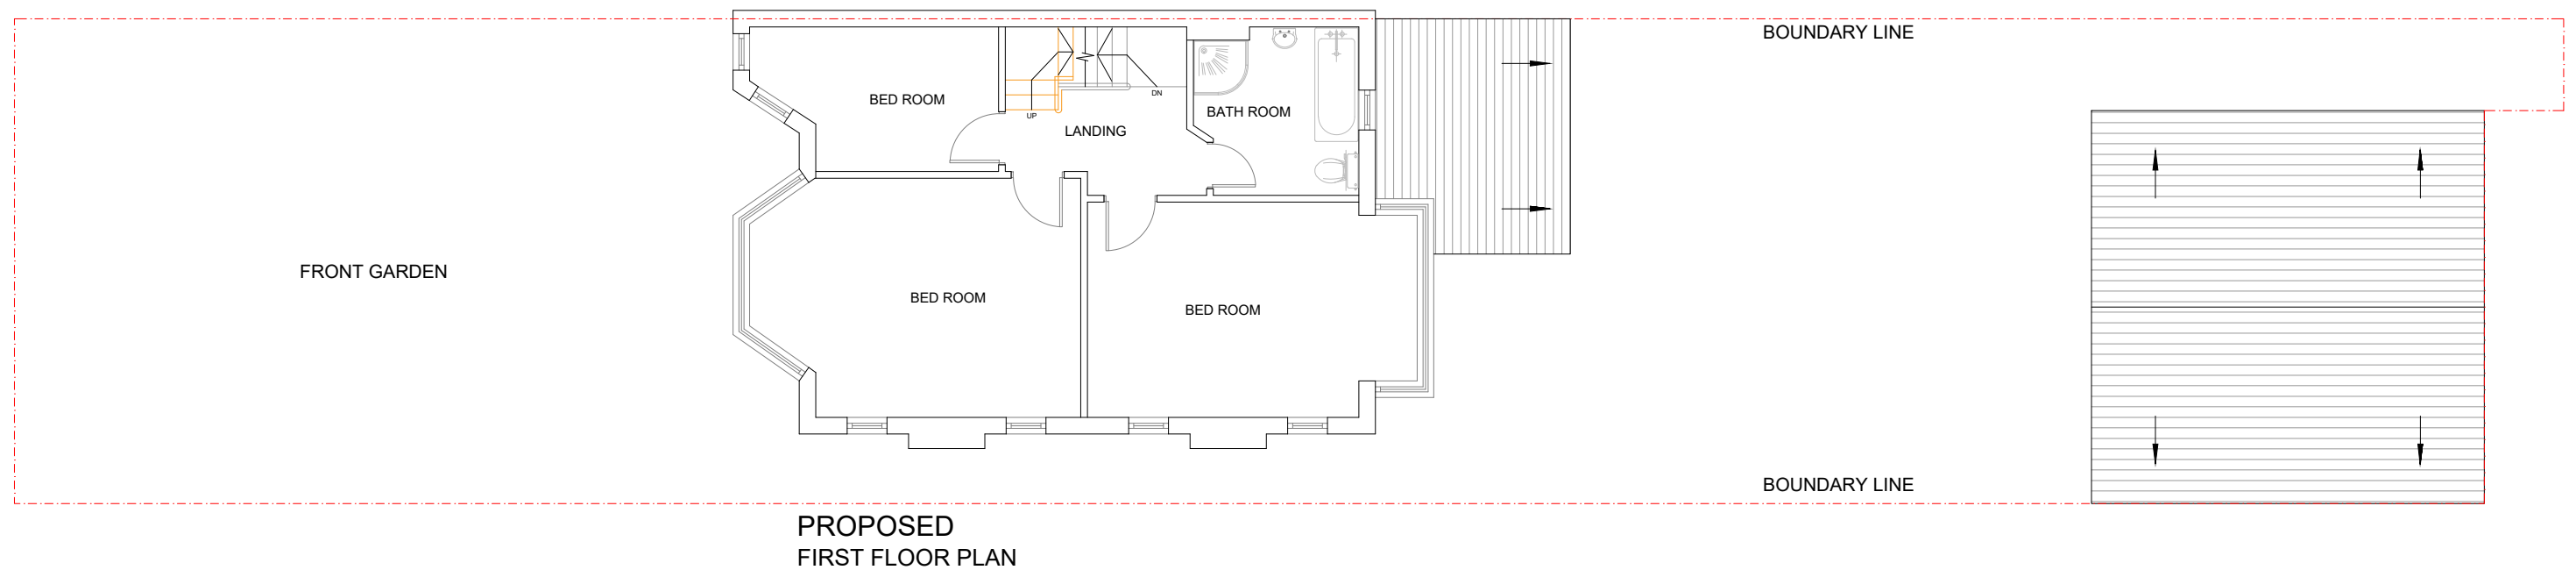 BOUNDARY LINE
BED ROOM
DN
BATH ROOM
UP
LANDING
FRONT GARDEN
BED ROOM
BED ROOM
BOUNDARY LINE
PROPOSED
FIRST FLOOR PLAN